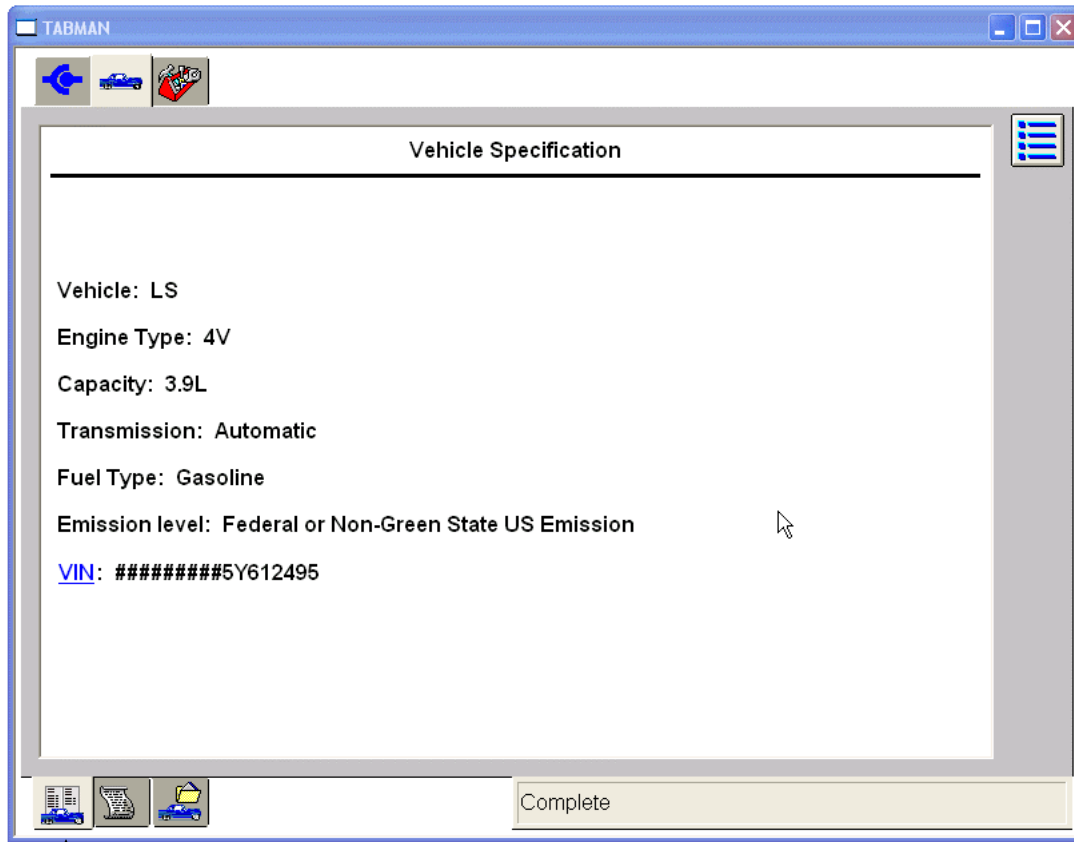 TABMAN
Vehicle Specification
Vehicle: LS
Engine Type: 4V
Capacity: 3.9L
Transmission: Automatic
Fuel Type: Gasoline
Emission level: Federal or Non-Green State US Emission
VIN: #########5Y612495
Complete